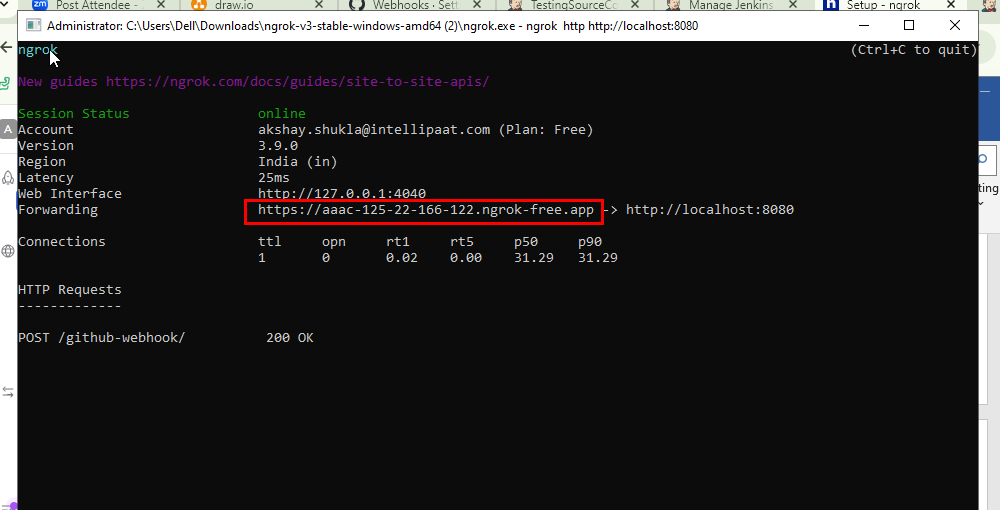 Post Attendee -
draw.io
Webhooks · Sett
TestingSourceCo
Manage Jenkins
Setup - ngrok
Administrator: C:\Users\Dell\Downloads\ngrok-v3-stable-windows-amd64 (2)\ngrok.exe - ngrok http http://localhost:8080
ngrok (Ctrl+C to quit)
New guides https://ngrok.com/docs/guides/site-to-site-apis/
Session Status online
Account akshay.shukla@intellipaat.com (Plan: Free)
Version 3.9.0
Region India (in)
Latency 25ms
Web Interface http://127.0.0.1:4040
Forwarding https://aaac-125-22-166-122.ngrok-free.app -> http://localhost:8080
Connections ttl opn rt1 rt5 p50 p90
1 0 0.02 0.00 31.29 31.29
HTTP Requests
-------------
POST /github-webhook/ 200 OK
A
ting